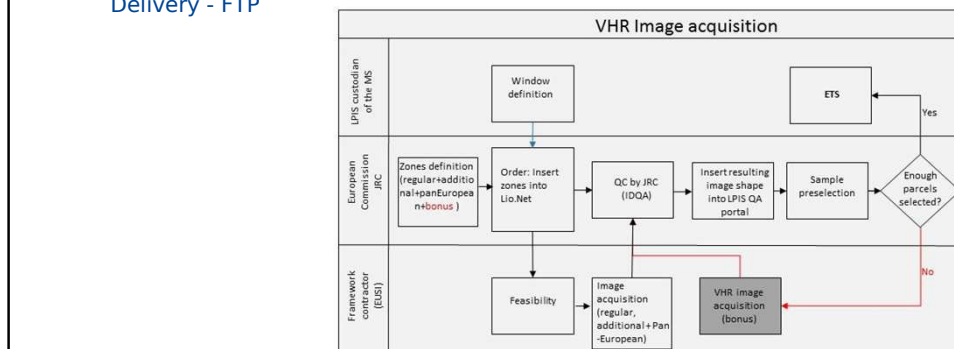 Delivery - FTP
VHR Image acquisition
LPIS custodian
of the MS
Window
definition
ETS
Yes
European
Commission
JRC
Zones definition
(regular+additio
nal+panEuropea
n+bonus )
Order: Insert
zones into
Lio.Net
QC by JRC
(IDQA)
Insert resulting
image shape
into LPIS QA
portal
Sample
preselection
Enough
parcels
selected?
No
Framework
contractor
(EUSI)
Feasibility
Image
acquisition
(regular,
additional + Pan
-European)
VHR image
acquisition
(bonus)